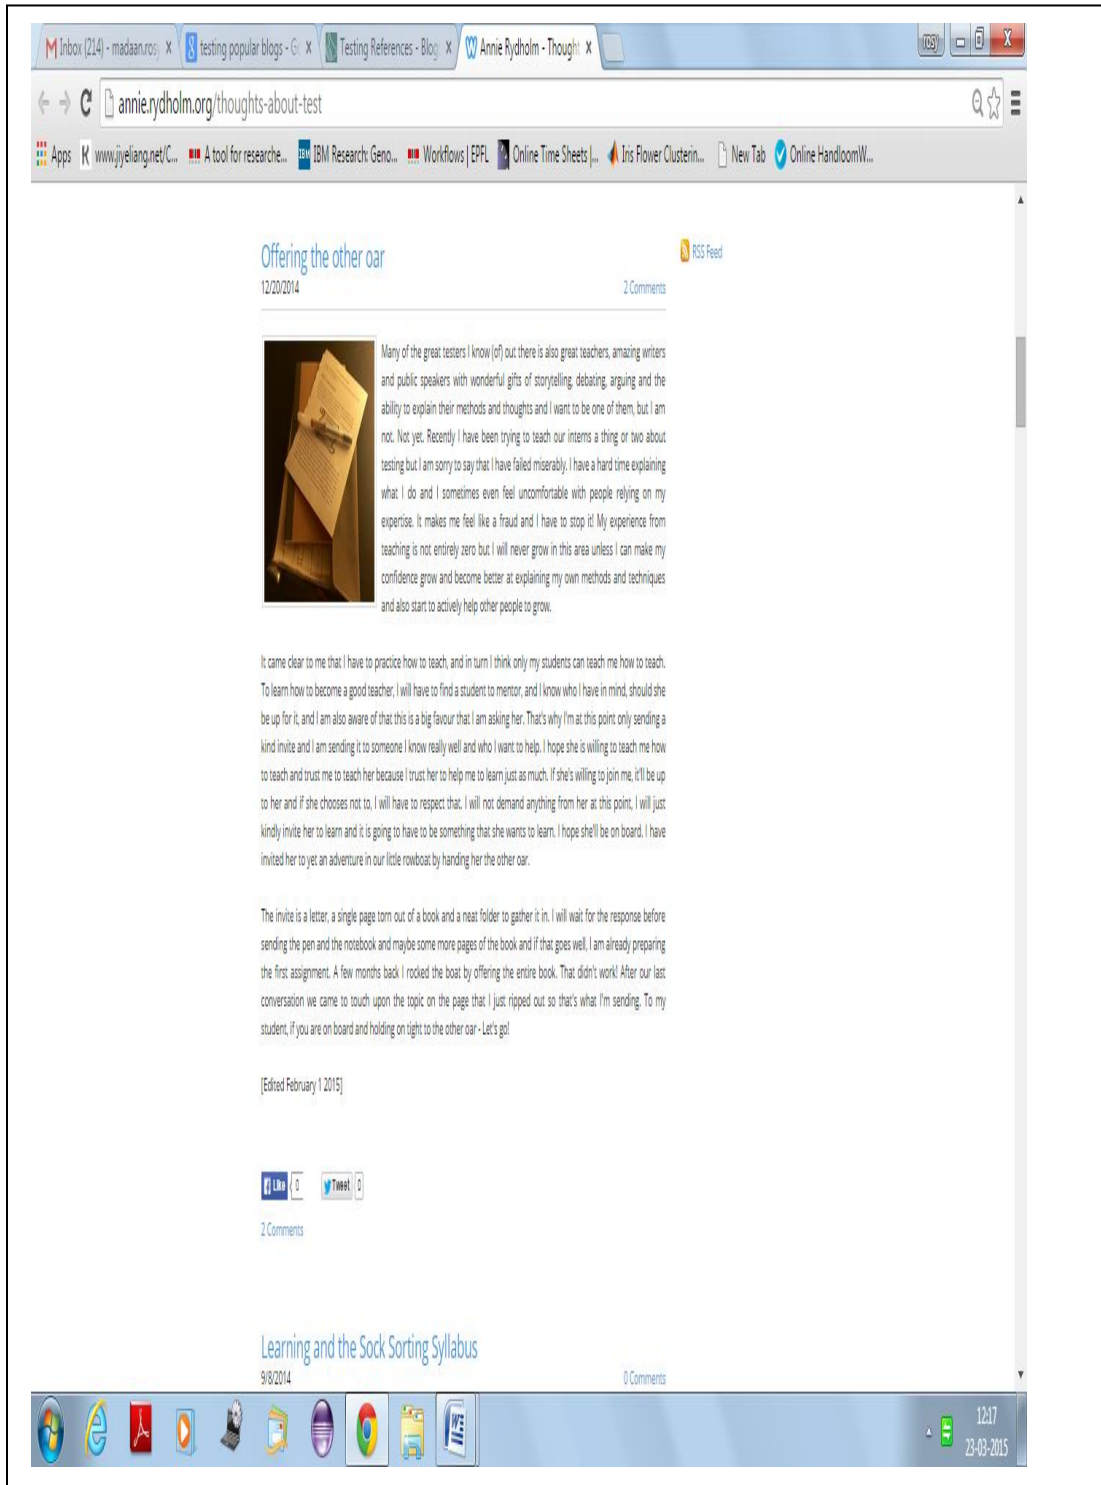 Inbox (214) - madaan.rosy
testing popular blogs - G
Testing References - Blog
Annie Rydholm - Thought
rosy
annie.rydholm.org/thoughts-about-test
Apps
www.jiyeliang.net/C...
A tool for researche...
IBM Research: Geno...
Workflows | EPFL
Online Time Sheets |...
Iris Flower Clusterin...
New Tab
Online HandloomW...
Offering the other oar
12/20/2014
2 Comments
RSS Feed
Many of the great testers I know (of) out there is also great teachers, amazing writers
and public speakers with wonderful gifts of storytelling, debating, arguing and the
ability to explain their methods and thoughts and I want to be one of them, but I am
not. Not yet. Recently I have been trying to teach our interns a thing or two about
testing but I am sorry to say that I have failed miserably. I have a hard time explaining
what I do and I sometimes even feel uncomfortable with people relying on my
expertise. It makes me feel like a fraud and I have to stop it! My experience from
teaching is not entirely zero but I will never grow in this area unless I can make my
confidence grow and become better at explaining my own methods and techniques
and also start to actively help other people to grow.
It came clear to me that I have to practice how to teach, and in turn I think only my students can teach me how to teach.
To learn how to become a good teacher, I will have to find a student to mentor, and I know who I have in mind, should she
be up for it, and I am also aware of that this is a big favour that I am asking her. That's why I'm at this point only sending a
kind invite and I am sending it to someone I know really well and who I want to help. I hope she is willing to teach me how
to teach and trust me to teach her because I trust her to help me to learn just as much. If she's willing to join me, it'll be up
to her and if she chooses not to, I will have to respect that. I will not demand anything from her at this point, I will just
kindly invite her to learn and it is going to have to be something that she wants to learn. I hope she'll be on board. I have
invited her to yet an adventure in our little rowboat by handing her the other oar.
The invite is a letter, a single page torn out of a book and a neat folder to gather it in. I will wait for the response before
sending the pen and the notebook and maybe some more pages of the book and if that goes well, I am already preparing
the first assignment. A few months back I rocked the boat by offering the entire book. That didn't work! After our last
conversation we came to touch upon the topic on the page that I just ripped out so that's what I'm sending. To my
student, if you are on board and holding on tight to the other oar - Let's go!
[Edited February 1 2015]
Like 0
Tweet 0
2 Comments
Learning and the Sock Sorting Syllabus
9/8/2014
0 Comments
12:17
23-03-2015